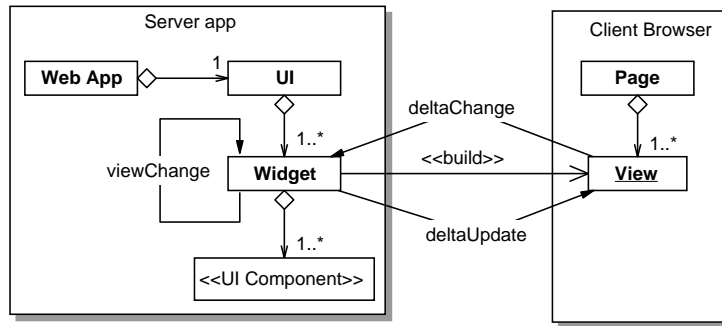 Server app
Client Browser
Web App
1
UI
Page
deltaChange
1..*
1..*
viewChange
Widget
<<build>>
View
deltaUpdate
1..*
<<UI Component>>